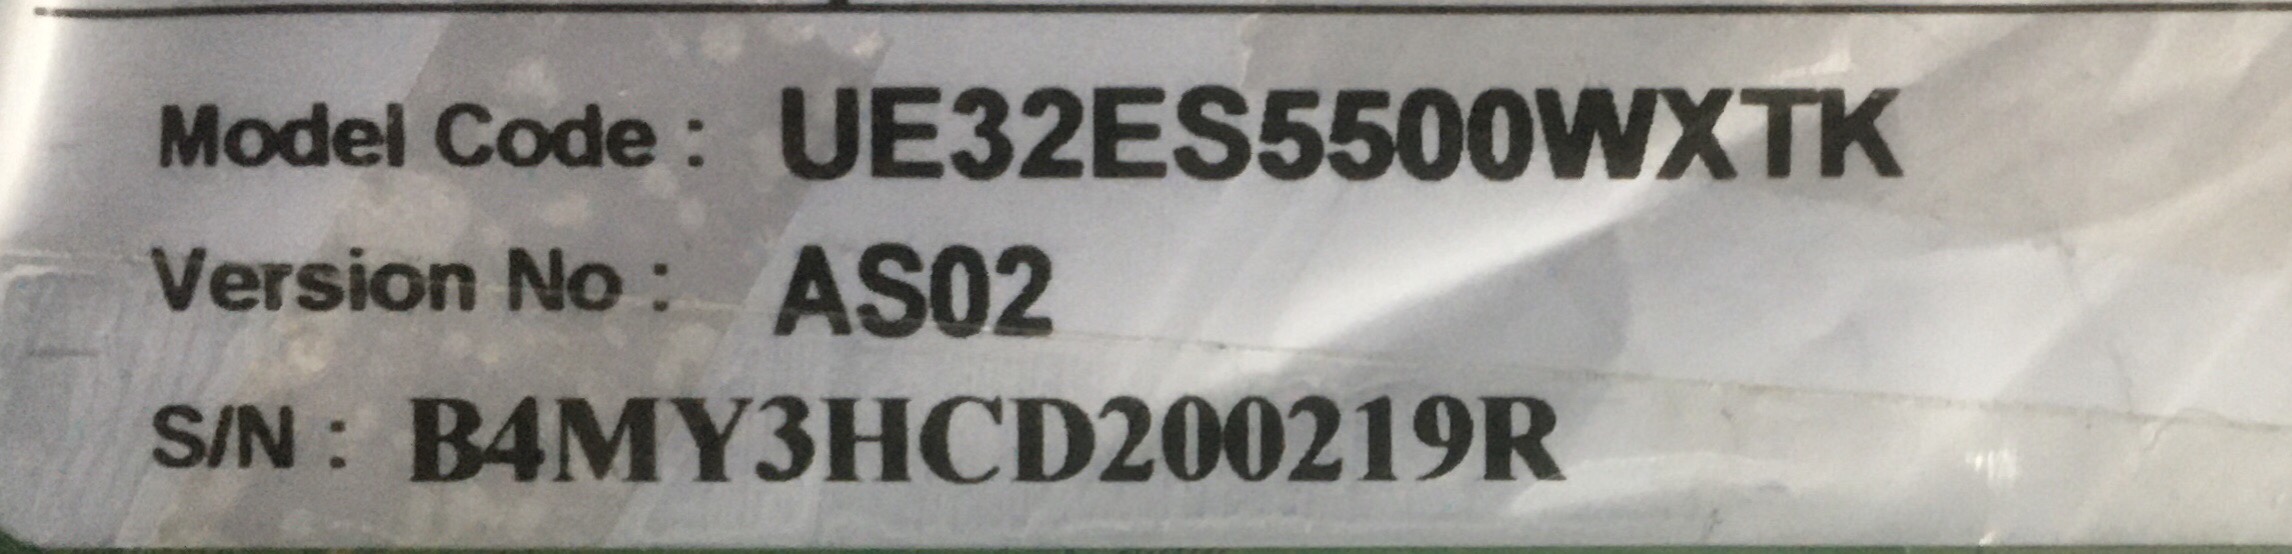 Model Code : UE32ES5500WXTK
Version No : AS02
S/N : B4MY3HCD200219R